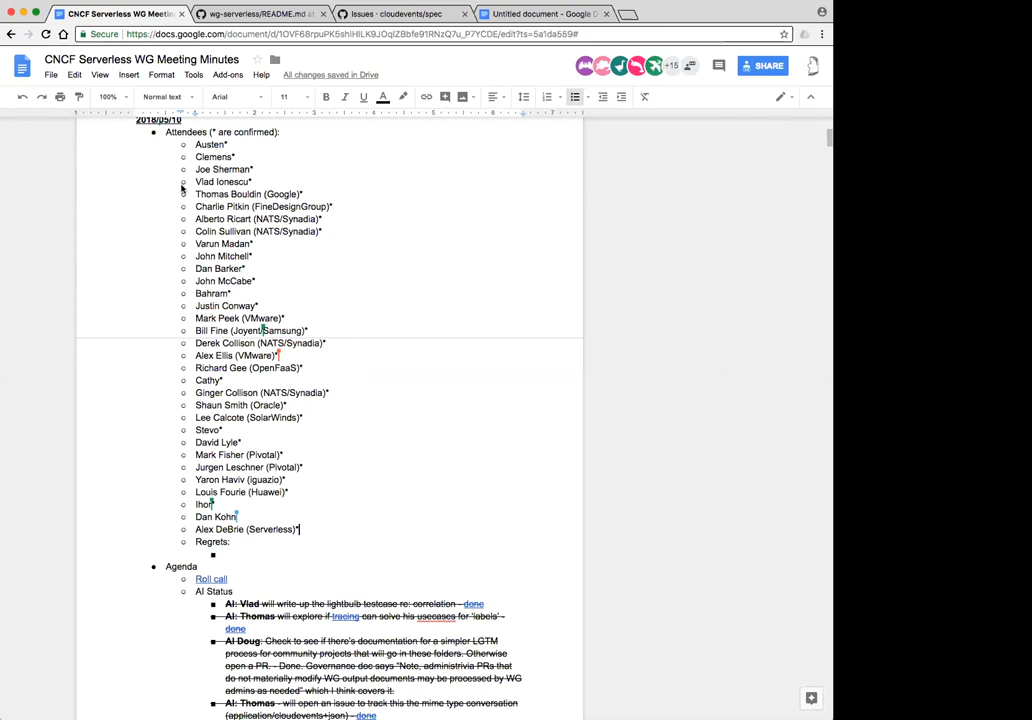 CNCF Serverless WG Meeti
wg-serverless/README.md at
Issues · cloudevents/spec
Untitled document - Google D
Secure
https://docs.google.com/document/d/1OVF68rpuPK5shIHILK9JOqlZBbfe91RNzQ7u_P7YCDE/edit?ts=5a1da559#
CNCF Serverless WG Meeting Minutes
File Edit View Insert Format Tools Add-ons Help All changes saved in Drive
+15
SHARE
100% Normal text Arial 11
2018/05/10
Attendees (* are confirmed):
Austen*
Clemens*
Joe Sherman*
Vlad Ionescu*
Thomas Bouldin (Google)*
Charlie Pitkin (FineDesignGroup)*
Alberto Ricart (NATS/Synadia)*
Colin Sullivan (NATS/Synadia)*
Varun Madan*
John Mitchell*
Dan Barker*
John McCabe*
Bahram*
Justin Conway*
Mark Peek (VMware)*
Bill Fine (Joyent/Samsung)*
Derek Collison (NATS/Synadia)*
Alex Ellis (VMware)*
Richard Gee (OpenFaaS)*
Cathy*
Ginger Collison (NATS/Synadia)*
Shaun Smith (Oracle)*
Lee Calcote (SolarWinds)*
Stevo*
David Lyle*
Mark Fisher (Pivotal)*
Jurgen Leschner (Pivotal)*
Yaron Haviv (iguazio)*
Louis Fourie (Huawei)*
Ihor*
Dan Kohn
Alex DeBrie (Serverless)*
Regrets:
Agenda
Roll call
AI Status
AI: Vlad will write-up the lightbulb testcase re: correlation - done
AI: Thomas will explore if tracing can solve his usecases for 'labels' -
done
AI Doug: Check to see if there's documentation for a simpler LGTM
process for community projects that will go in these folders. Otherwise
open a PR. - Done. Governance doc says "Note, administrivia PRs that
do not materially modify WG output documents may be processed by WG
admins as needed" which I think covers it.
AI: Thomas - will open an issue to track this the mime type conversation
(application/cloudevents+json) - done